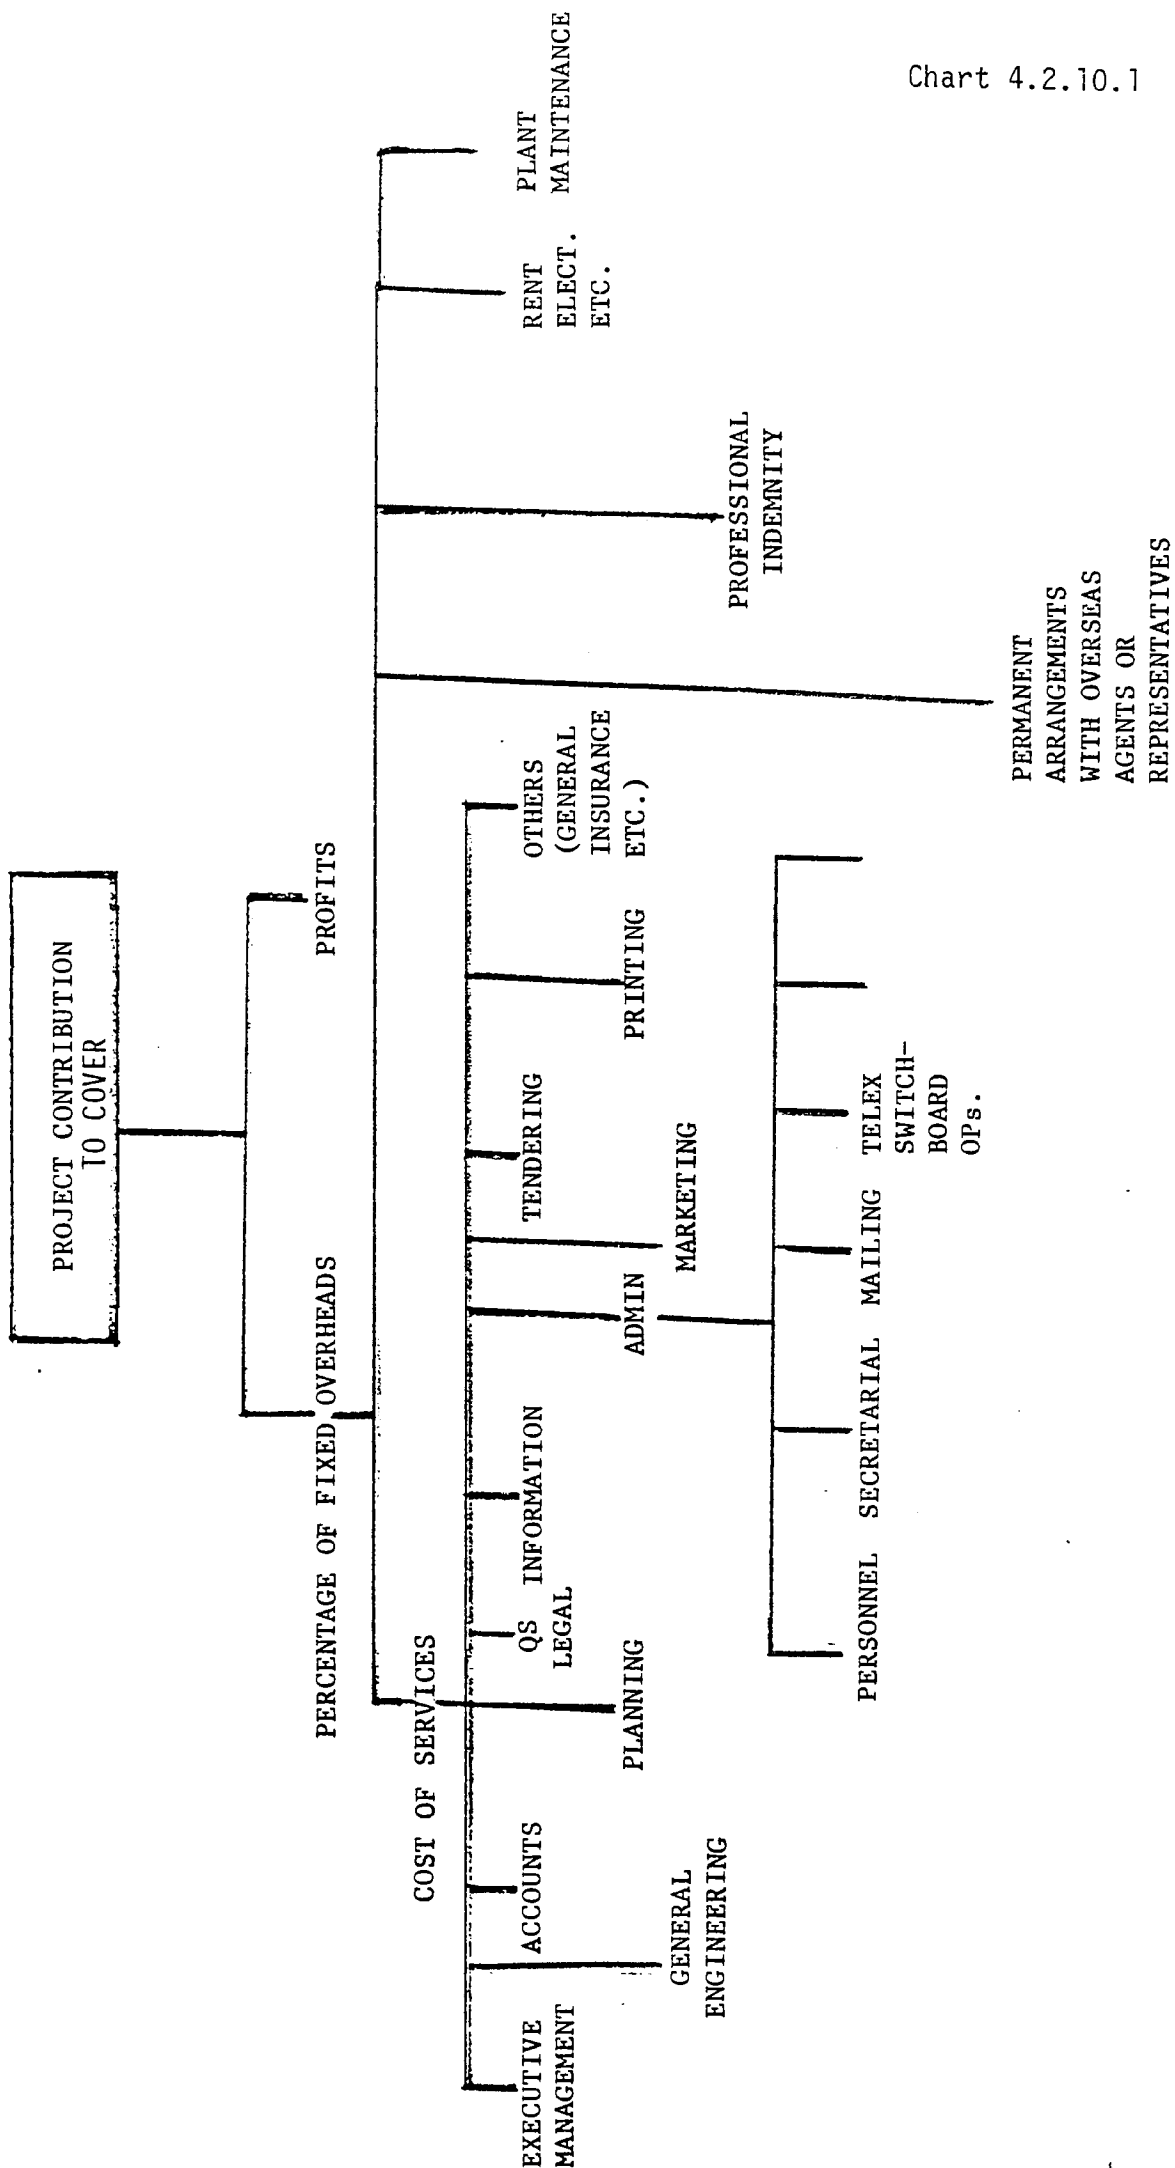 Chart 4.2.10.1
PROJECT CONTRIBUTION
TO COVER
PERCENTAGE OF FIXED OVERHEADS
PROFITS
COST OF SERVICES
EXECUTIVE
MANAGEMENT
GENERAL
ENGINEERING
ACCOUNTS
PLANNING
QS
LEGAL
INFORMATION
ADMIN
MARKETING
TENDERING
PRINTING
OTHERS
(GENERAL
INSURANCE
ETC.)
PERMANENT
ARRANGEMENTS
WITH OVERSEAS
AGENTS OR
REPRESENTATIVES
PROFESSIONAL
INDEMNITY
RENT
ELECT.
ETC.
PLANT
MAINTENANCE
PERSONNEL
SECRETARIAL
MAILING
TELEX
SWITCH-
BOARD
OPs.